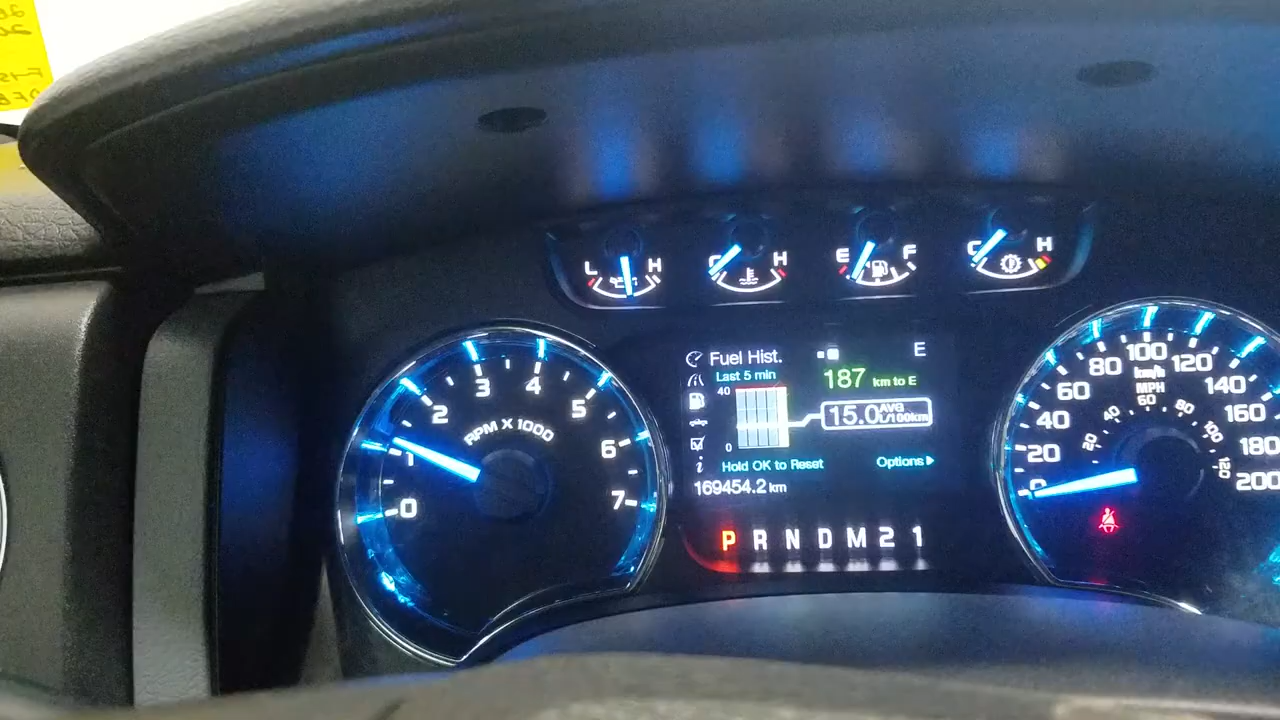 L H
C H
E F
C H
Fuel Hist.
E
Last 5 min
187 km to E
40
15.0 AVG L/100km
0
Hold OK to Reset
Options
169454.2 km
P R N D M 2 1
0 1 2 3 4 5 6 7
RPM X 1000
0 20 40 60 80 100 120 140 160 180 200
km/h
MPH
20 40 60 80 100 120